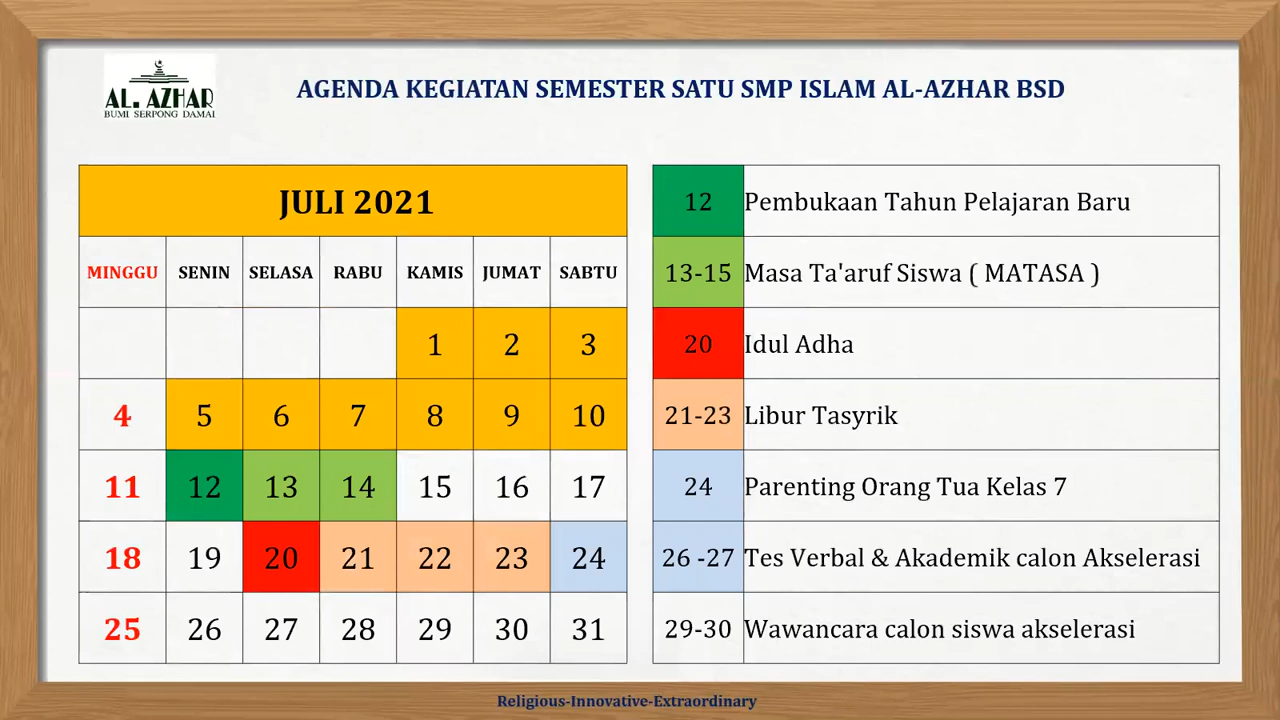 AL. AZHAR
BUMI SERPONG DAMAI
AGENDA KEGIATAN SEMESTER SATU SMP ISLAM AL-AZHAR BSD
JULI 2021
MINGGU SENIN SELASA RABU KAMIS JUMAT SABTU
1 2 3
4 5 6 7 8 9 10
11 12 13 14 15 16 17
18 19 20 21 22 23 24
25 26 27 28 29 30 31
12 Pembukaan Tahun Pelajaran Baru
13-15 Masa Ta'aruf Siswa ( MATASA )
20 Idul Adha
21-23 Libur Tasyrik
24 Parenting Orang Tua Kelas 7
26 -27 Tes Verbal & Akademik calon Akselerasi
29-30 Wawancara calon siswa akselerasi
Religious-Innovative-Extraordinary